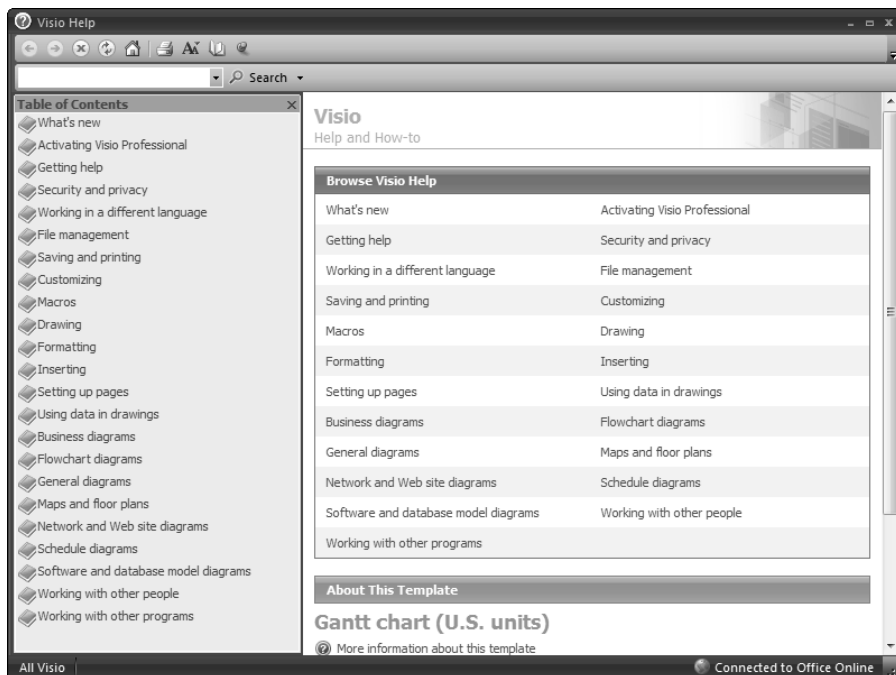 Visio Help
Search
Table of Contents
What's new
Activating Visio Professional
Getting help
Security and privacy
Working in a different language
File management
Saving and printing
Customizing
Macros
Drawing
Formatting
Inserting
Setting up pages
Using data in drawings
Business diagrams
Flowchart diagrams
General diagrams
Maps and floor plans
Network and Web site diagrams
Schedule diagrams
Software and database model diagrams
Working with other people
Working with other programs
Visio
Help and How-to
Browse Visio Help
What's new Activating Visio Professional
Getting help Security and privacy
Working in a different language File management
Saving and printing Customizing
Macros Drawing
Formatting Inserting
Setting up pages Using data in drawings
Business diagrams Flowchart diagrams
General diagrams Maps and floor plans
Network and Web site diagrams Schedule diagrams
Software and database model diagrams Working with other people
Working with other programs
About This Template
Gantt chart (U.S. units)
More information about this template
All Visio Connected to Office Online